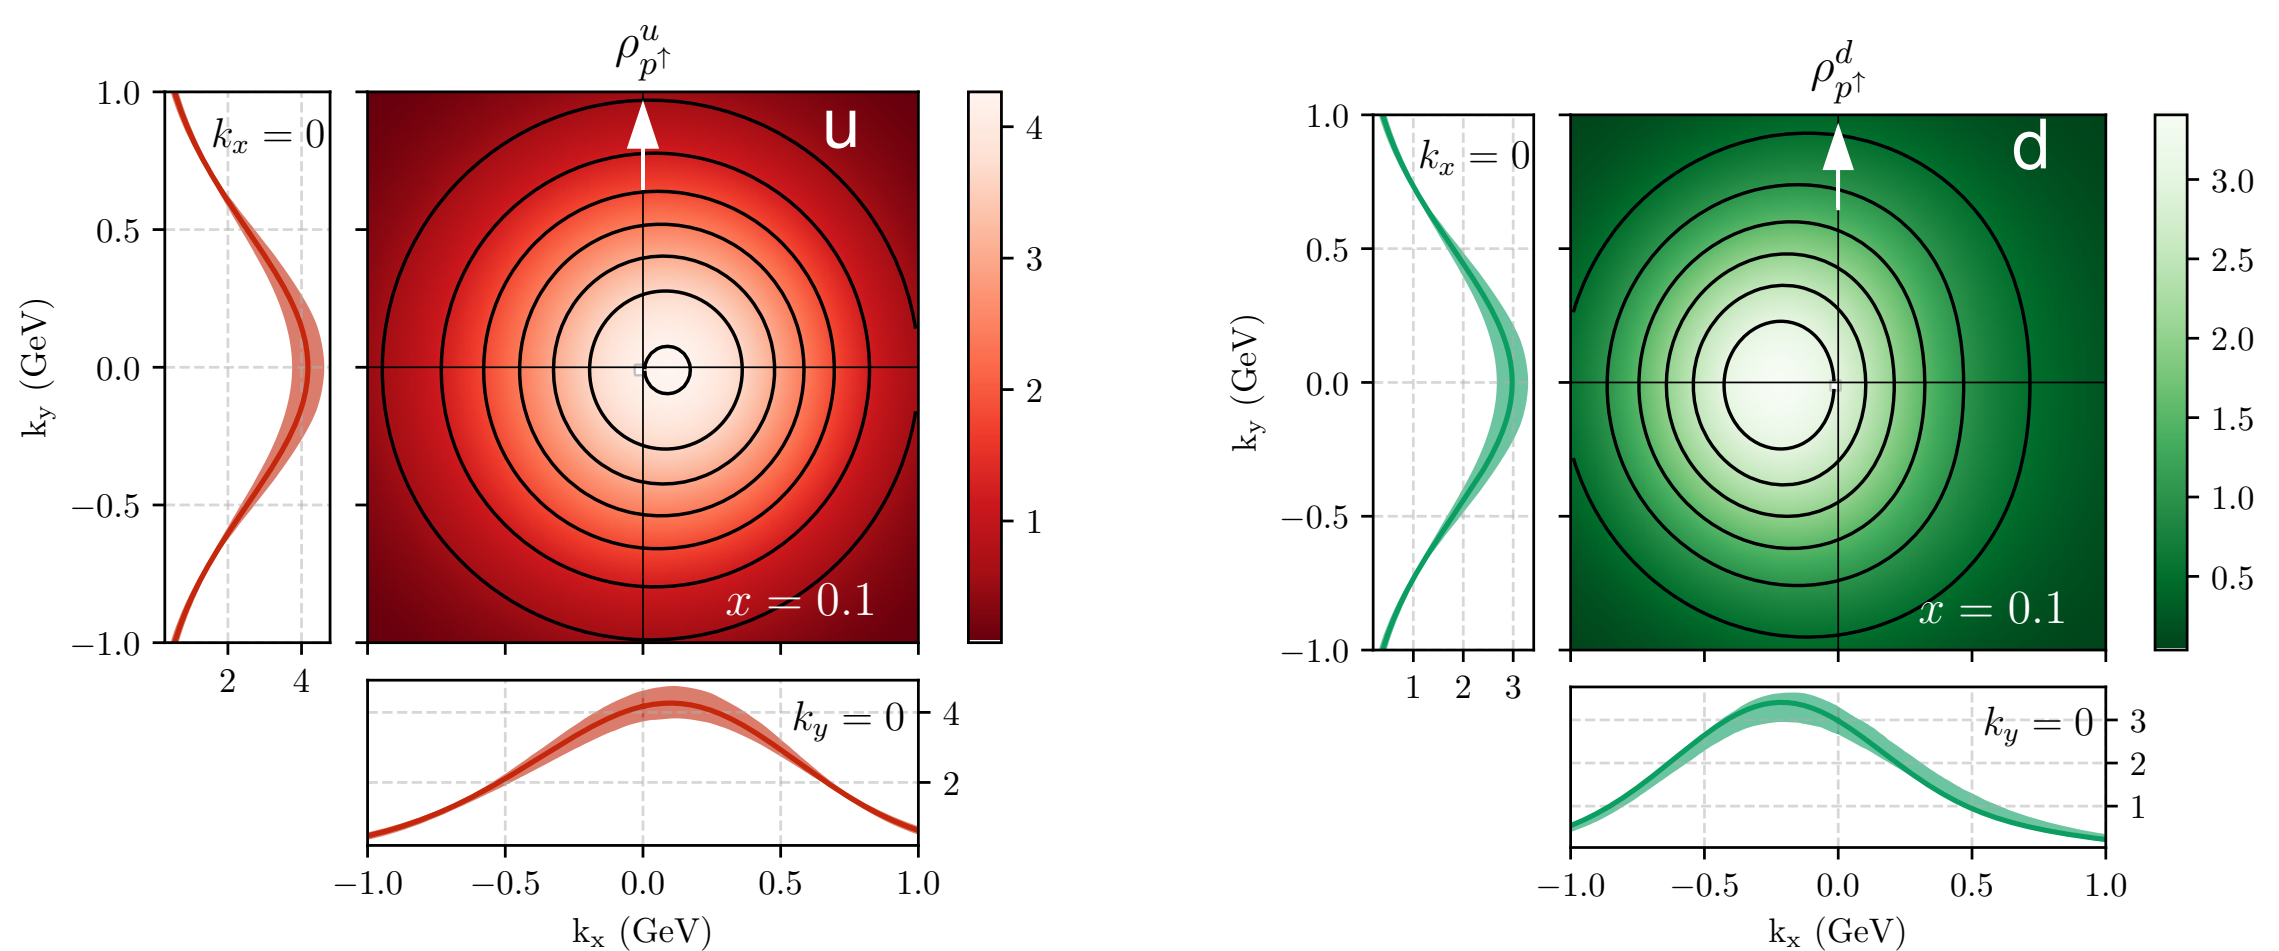 ρ^u_{p↑}
u
k_x = 0
x = 0.1
k_y = 0
k_y (GeV)
1.0
0.5
0.0
−0.5
−1.0
2 4
4
3
2
1
4
2
−1.0 −0.5 0.0 0.5 1.0
k_x (GeV)
ρ^d_{p↑}
d
k_x = 0
x = 0.1
k_y = 0
k_y (GeV)
1.0
0.5
0.0
−0.5
−1.0
1 2 3
3.0
2.5
2.0
1.5
1.0
0.5
3
2
1
−1.0 −0.5 0.0 0.5 1.0
k_x (GeV)